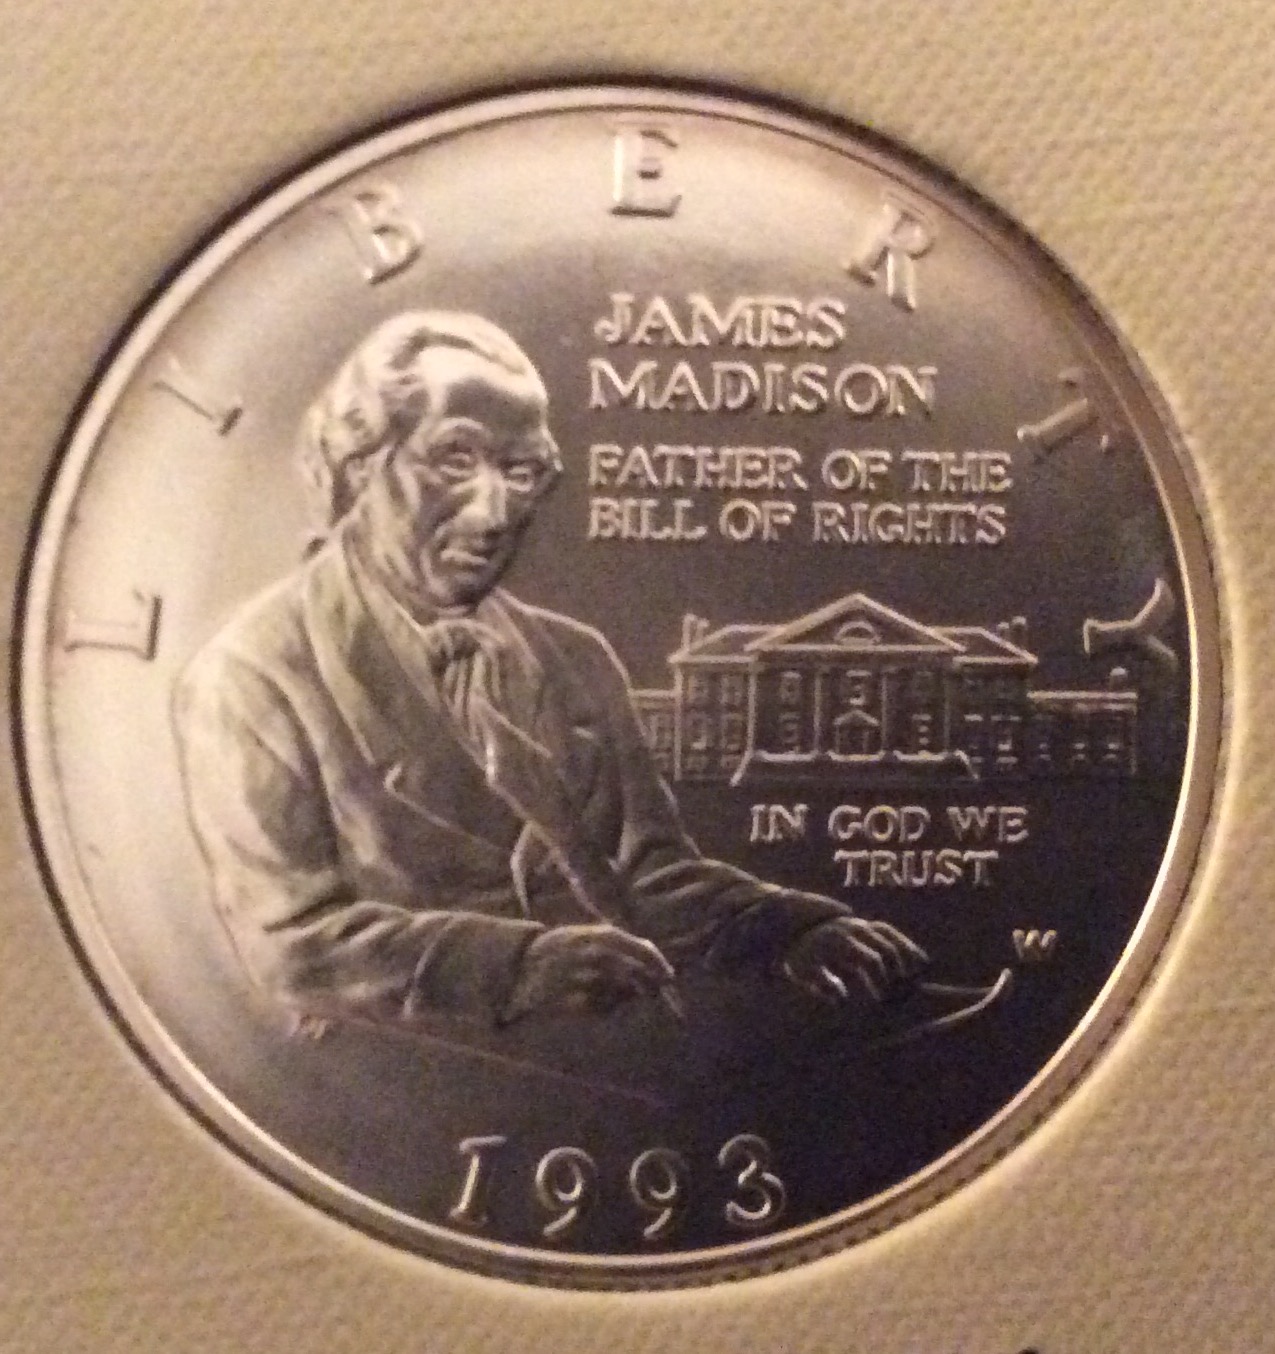 LIBERTY
JAMES
MADISON
FATHER OF THE
BILL OF RIGHTS
IN GOD WE
TRUST
W
1993